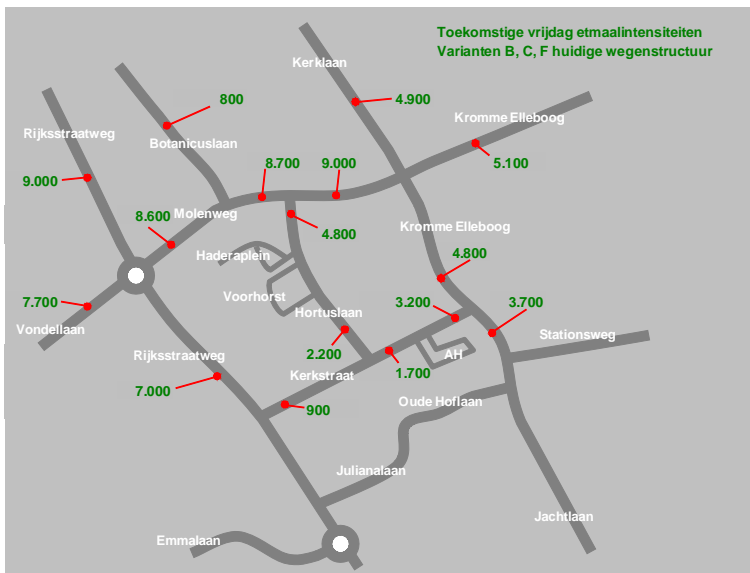 Toekomstige vrijdag etmaalintensiteiten
Varianten B, C, F huidige wegenstructuur
Kerklaan
800
4.900
Kromme Elleboog
Rijksstraatweg
Botanicuslaan
8.700
9.000
5.100
9.000
Molenweg
8.600
4.800
Kromme Elleboog
Haderaplein
4.800
Voorhorst
7.700
3.200
3.700
Hortuslaan
Vondellaan
Stationsweg
Rijksstraatweg
2.200
AH
1.700
Kerkstraat
7.000
Oude Hoflaan
900
Julianalaan
Jachtlaan
Emmalaan